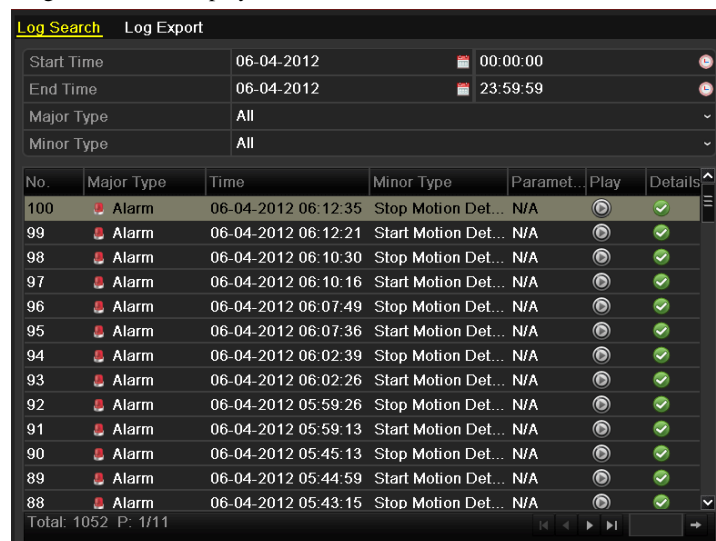 Log Search Log Export
Start Time 06-04-2012 00:00:00
End Time 06-04-2012 23:59:59
Major Type All
Minor Type All
No. Major Type Time Minor Type Paramet... Play Details
100 Alarm 06-04-2012 06:12:35 Stop Motion Det... N/A
99 Alarm 06-04-2012 06:12:21 Start Motion Det... N/A
98 Alarm 06-04-2012 06:10:30 Stop Motion Det... N/A
97 Alarm 06-04-2012 06:10:16 Start Motion Det... N/A
96 Alarm 06-04-2012 06:07:49 Stop Motion Det... N/A
95 Alarm 06-04-2012 06:07:36 Start Motion Det... N/A
94 Alarm 06-04-2012 06:02:39 Stop Motion Det... N/A
93 Alarm 06-04-2012 06:02:26 Start Motion Det... N/A
92 Alarm 06-04-2012 05:59:26 Stop Motion Det... N/A
91 Alarm 06-04-2012 05:59:13 Start Motion Det... N/A
90 Alarm 06-04-2012 05:45:13 Stop Motion Det... N/A
89 Alarm 06-04-2012 05:44:59 Start Motion Det... N/A
88 Alarm 06-04-2012 05:43:15 Stop Motion Det... N/A
Total: 1052 P: 1/11